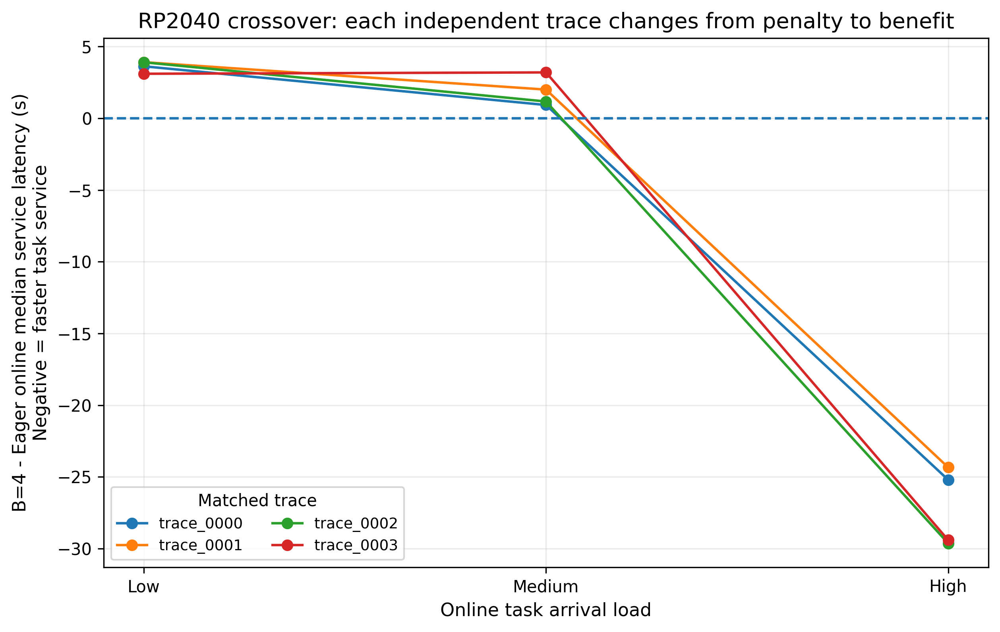 RP2040 crossover: each independent trace changes from penalty to benefit
B=4 - Eager online median service latency (s)
Negative = faster task service
5
0
−5
−10
−15
−20
−25
−30
Matched trace
trace_0000
trace_0001
trace_0002
trace_0003
Low
Medium
High
Online task arrival load